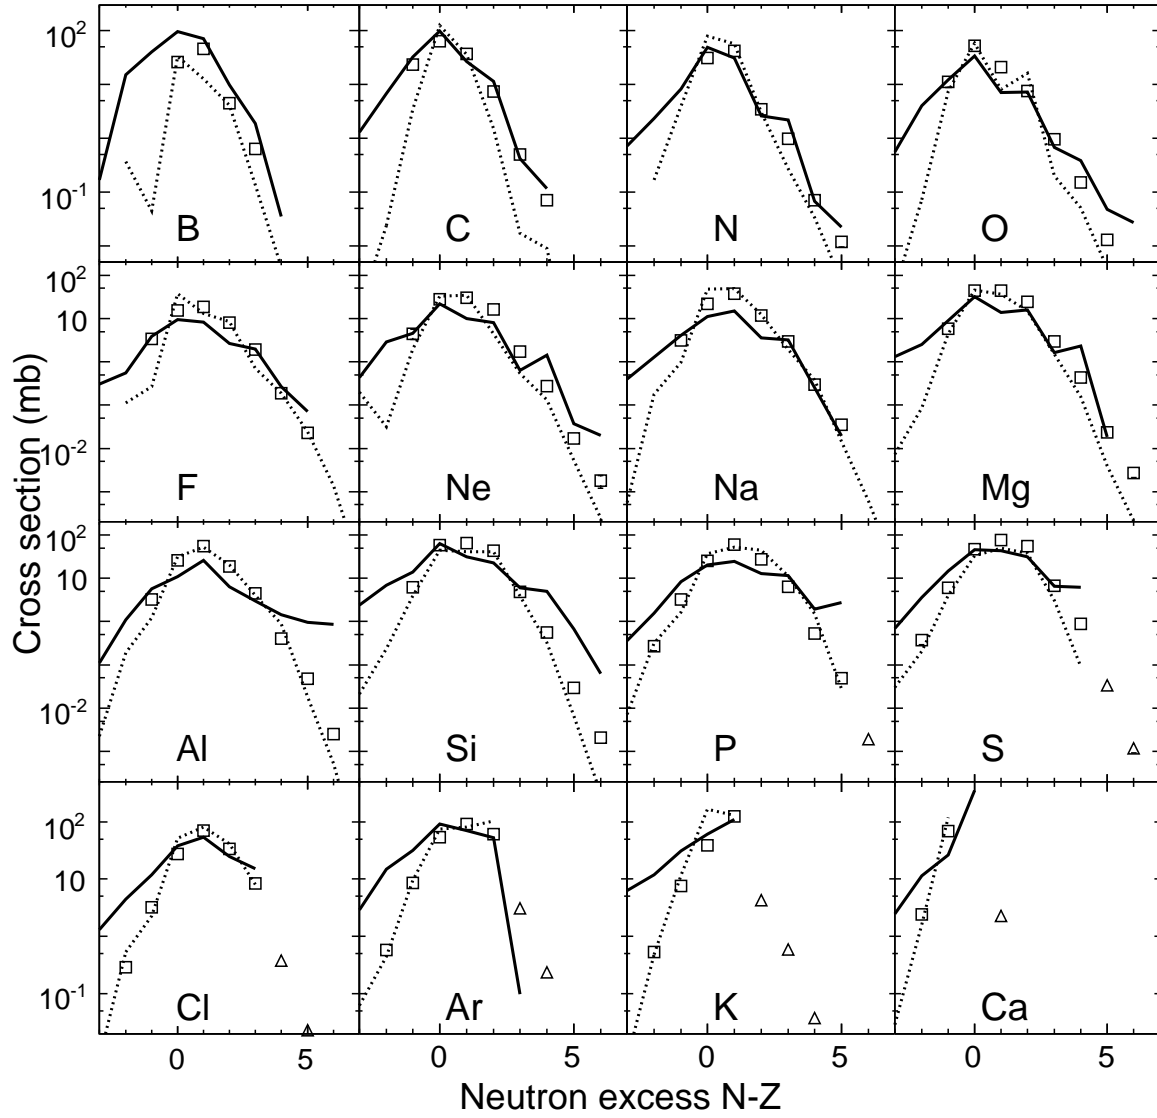 10²
10⁻¹
B
C
N
O
10²
10
10⁻²
F
Ne
Na
Mg
Cross section (mb)
10²
10
10⁻²
Al
Si
P
S
10²
10
10⁻¹
Cl
Ar
K
Ca
0
0
5
0
5
0
5
Neutron excess N-Z